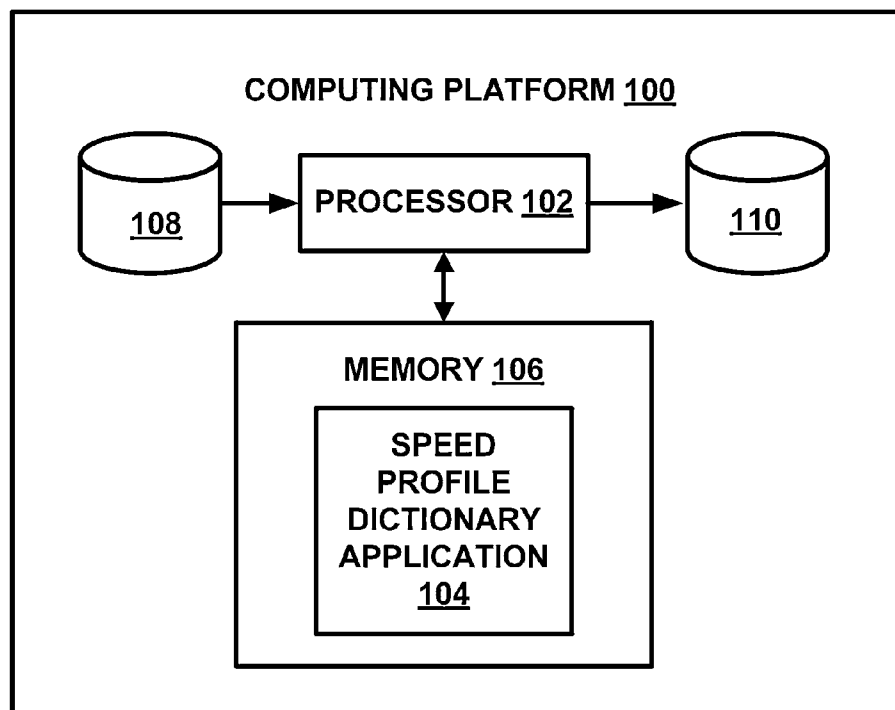 COMPUTING PLATFORM 100
108
PROCESSOR 102
110
MEMORY 106
SPEED
PROFILE
DICTIONARY
APPLICATION
104